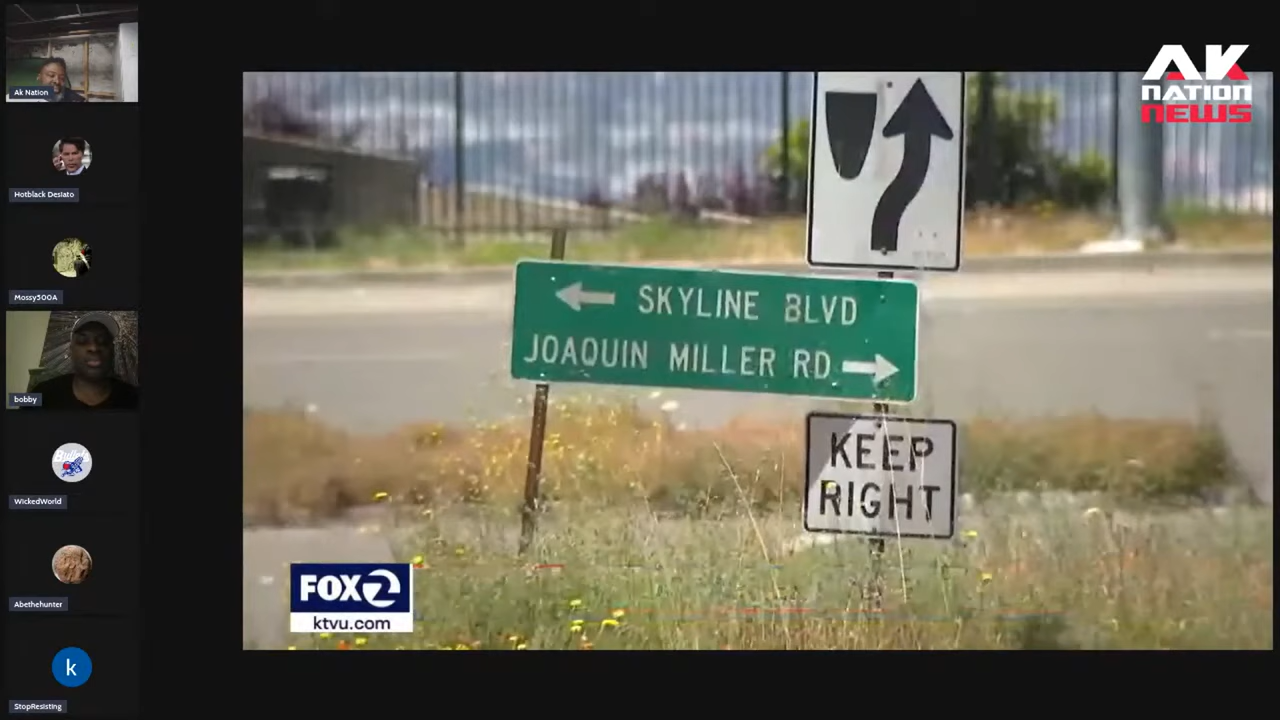 Ak Nation
Hotblack Desiato
Mossy500A
bobby
WickedWorld
Abethehunter
k
StopResisting
AK
NATION
NEWS
SKYLINE BLVD
JOAQUIN MILLER RD
KEEP
RIGHT
FOX 2
ktvu.com